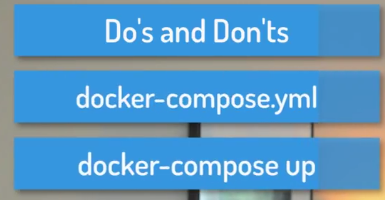 Do's and Don'ts
docker-compose.yml
docker-compose up